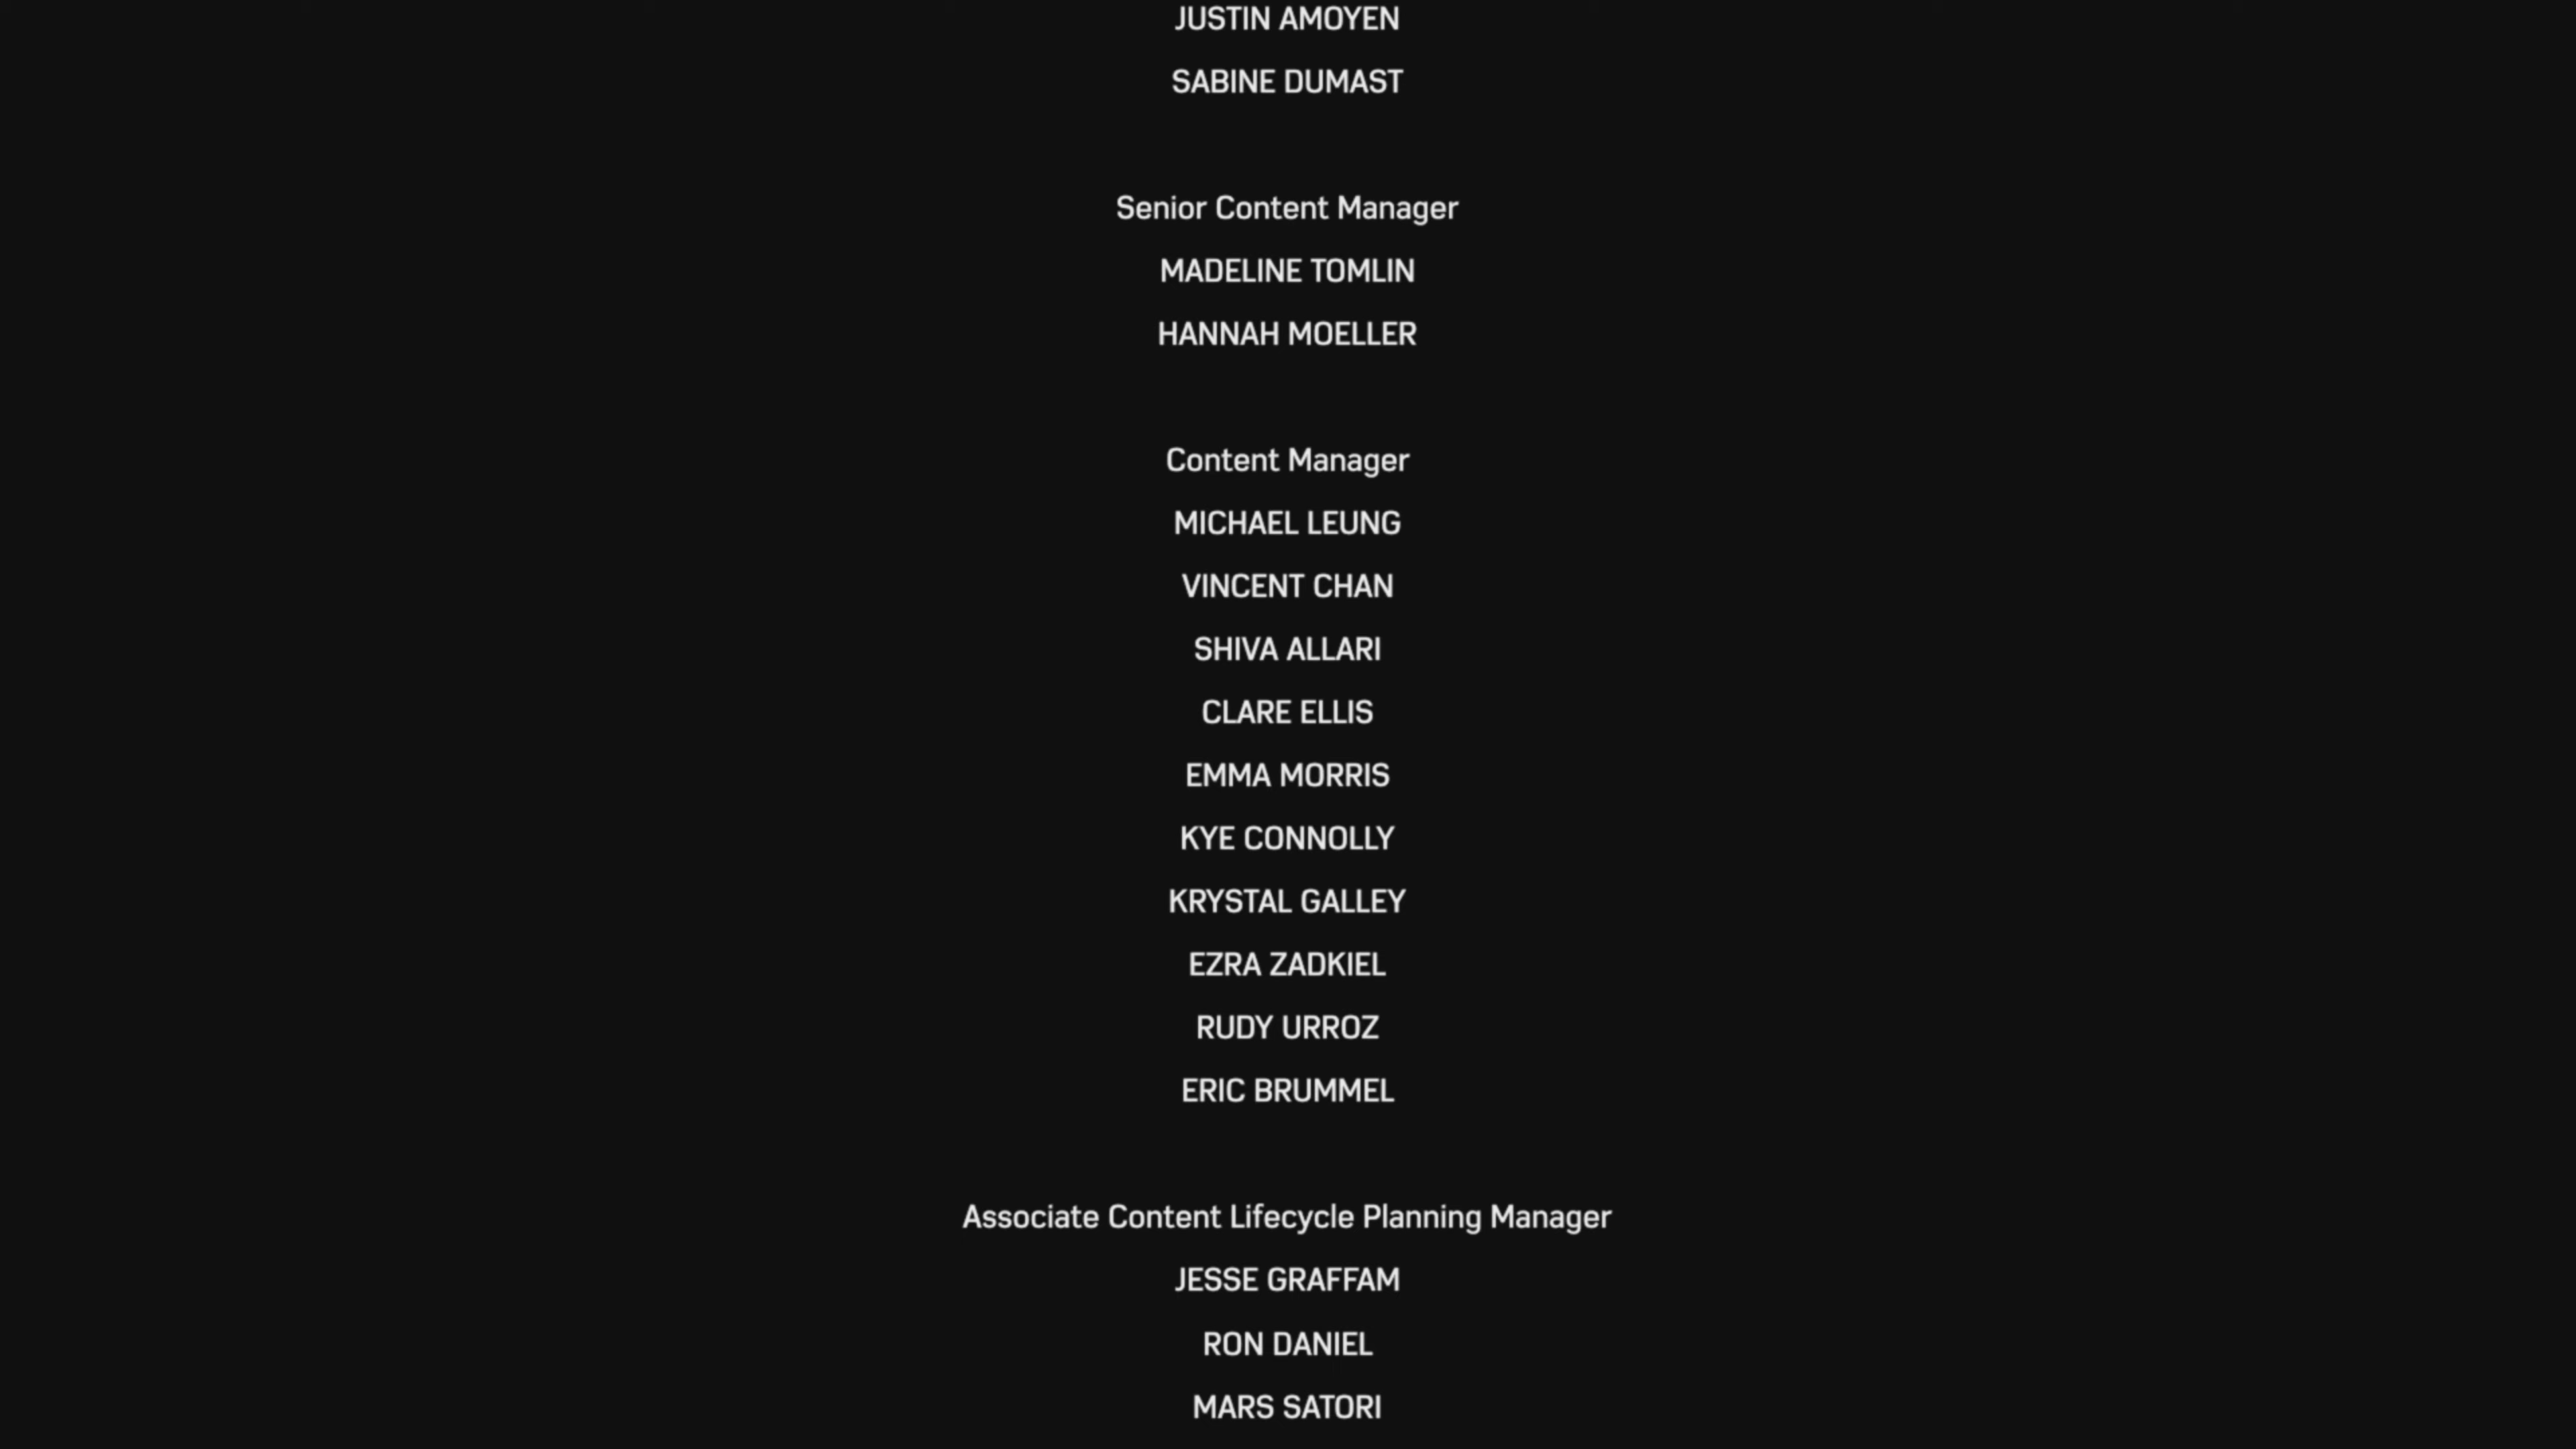 JUSTIN AMOYEN
SABINE DUMAST
Senior Content Manager
MADELINE TOMLIN
HANNAH MOELLER
Content Manager
MICHAEL LEUNG
VINCENT CHAN
SHIVA ALLARI
CLARE ELLIS
EMMA MORRIS
KYE CONNOLLY
KRYSTAL GALLEY
EZRA ZADKIEL
RUDY URROZ
ERIC BRUMMEL
Associate Content Lifecycle Planning Manager
JESSE GRAFFAM
RON DANIEL
MARS SATORI